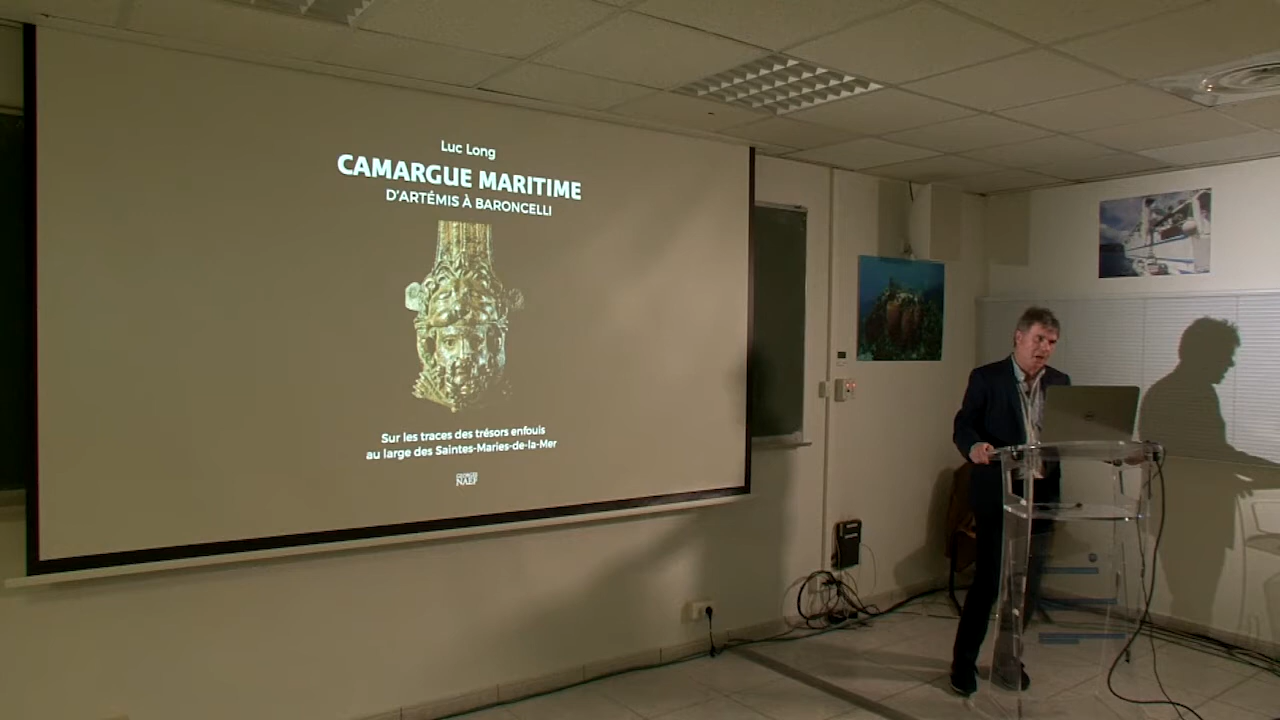 Luc Long
CAMARGUE MARITIME
D'ARTÉMIS À BARONCELLI
Sur les traces des trésors enfouis
au large des Saintes-Maries-de-la-Mer
GEORGES
NAEF